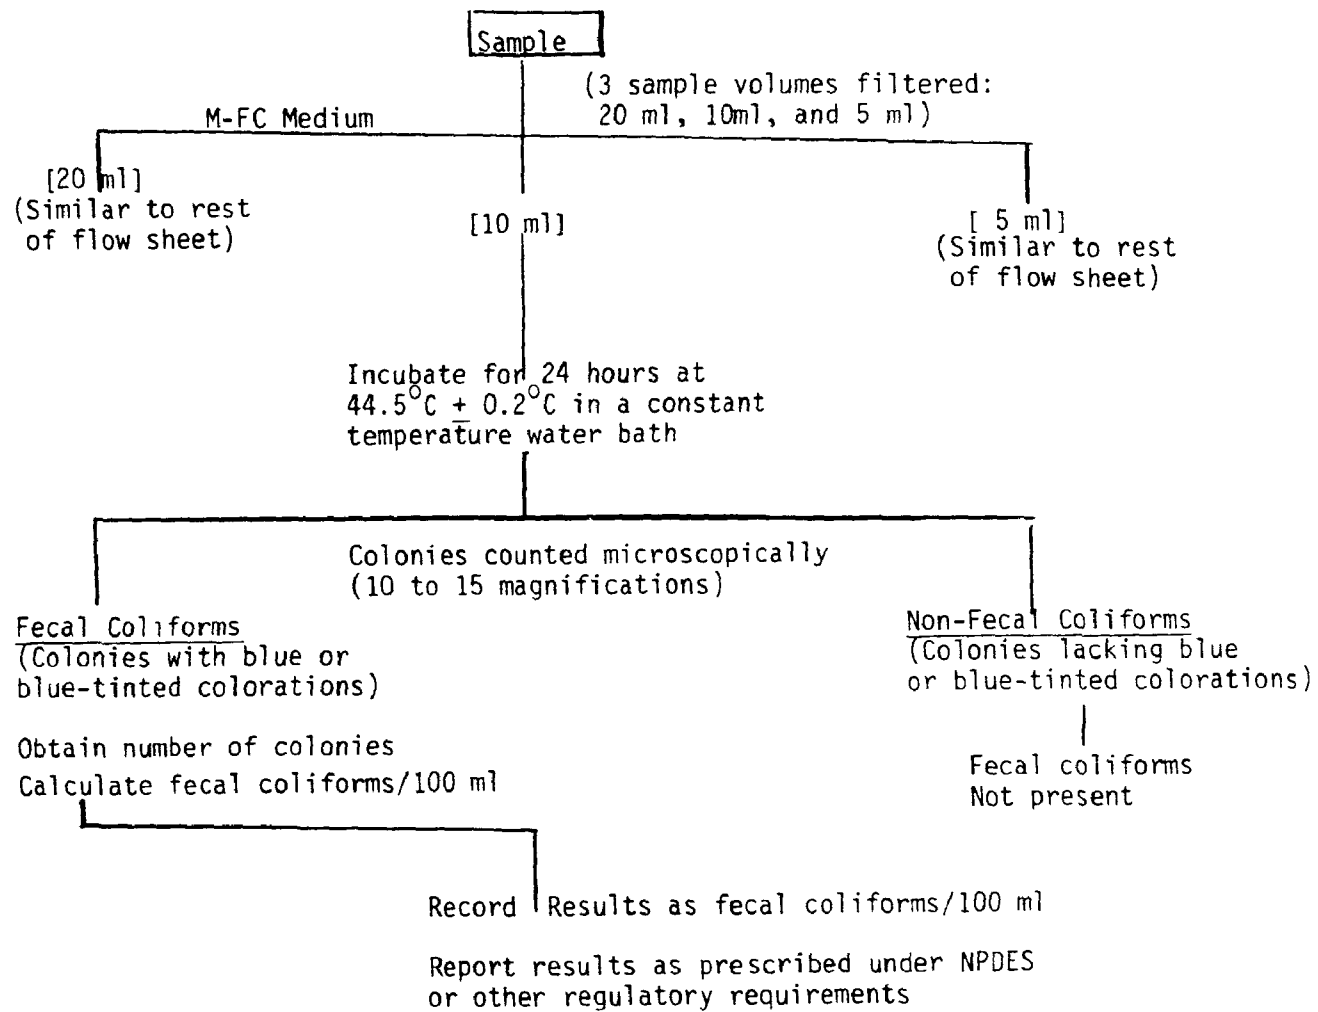 Sample
(3 sample volumes filtered:
20 ml, 10ml, and 5 ml)
M-FC Medium
[20 ml]
(Similar to rest
of flow sheet)
[10 ml]
[ 5 ml]
(Similar to rest
of flow sheet)
Incubate for 24 hours at
44.5°C ± 0.2°C in a constant
temperature water bath
Colonies counted microscopically
(10 to 15 magnifications)
Fecal Coliforms
(Colonies with blue or
blue-tinted colorations)
Non-Fecal Coliforms
(Colonies lacking blue
or blue-tinted colorations)
Obtain number of colonies
Calculate fecal coliforms/100 ml
Fecal coliforms
Not present
Record Results as fecal coliforms/100 ml
Report results as prescribed under NPDES
or other regulatory requirements